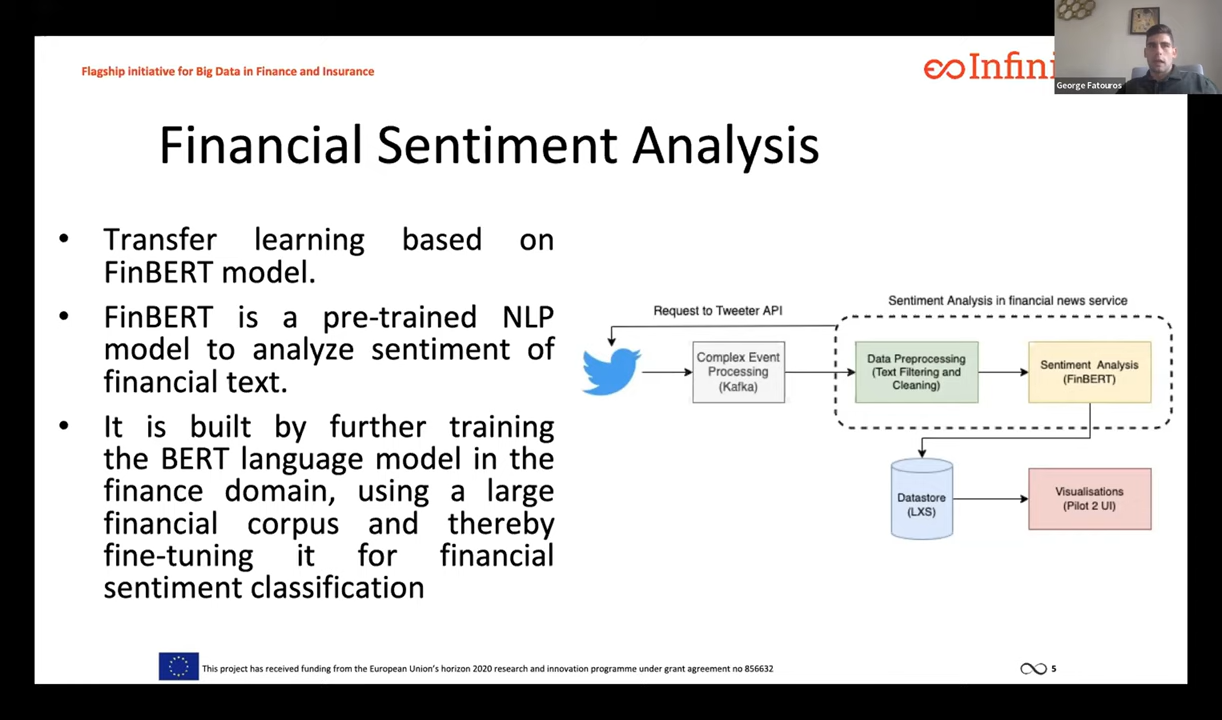 Flagship initiative for Big Data in Finance and Insurance
Infini
George Fatouros
Financial Sentiment Analysis
• Transfer learning based on
FinBERT model.
• FinBERT is a pre-trained NLP
model to analyze sentiment of
financial text.
• It is built by further training
the BERT language model in the
finance domain, using a large
financial corpus and thereby
fine-tuning it for financial
sentiment classification
Sentiment Analysis in financial news service
Request to Tweeter API
Complex Event
Processing
(Kafka)
Data Preprocessing
(Text Filtering and
Cleaning)
Sentiment Analysis
(FinBERT)
Datastore
(LXS)
Visualisations
(Pilot 2 UI)
This project has received funding from the European Union's horizon 2020 research and innovation programme under grant agreement no 856632
5